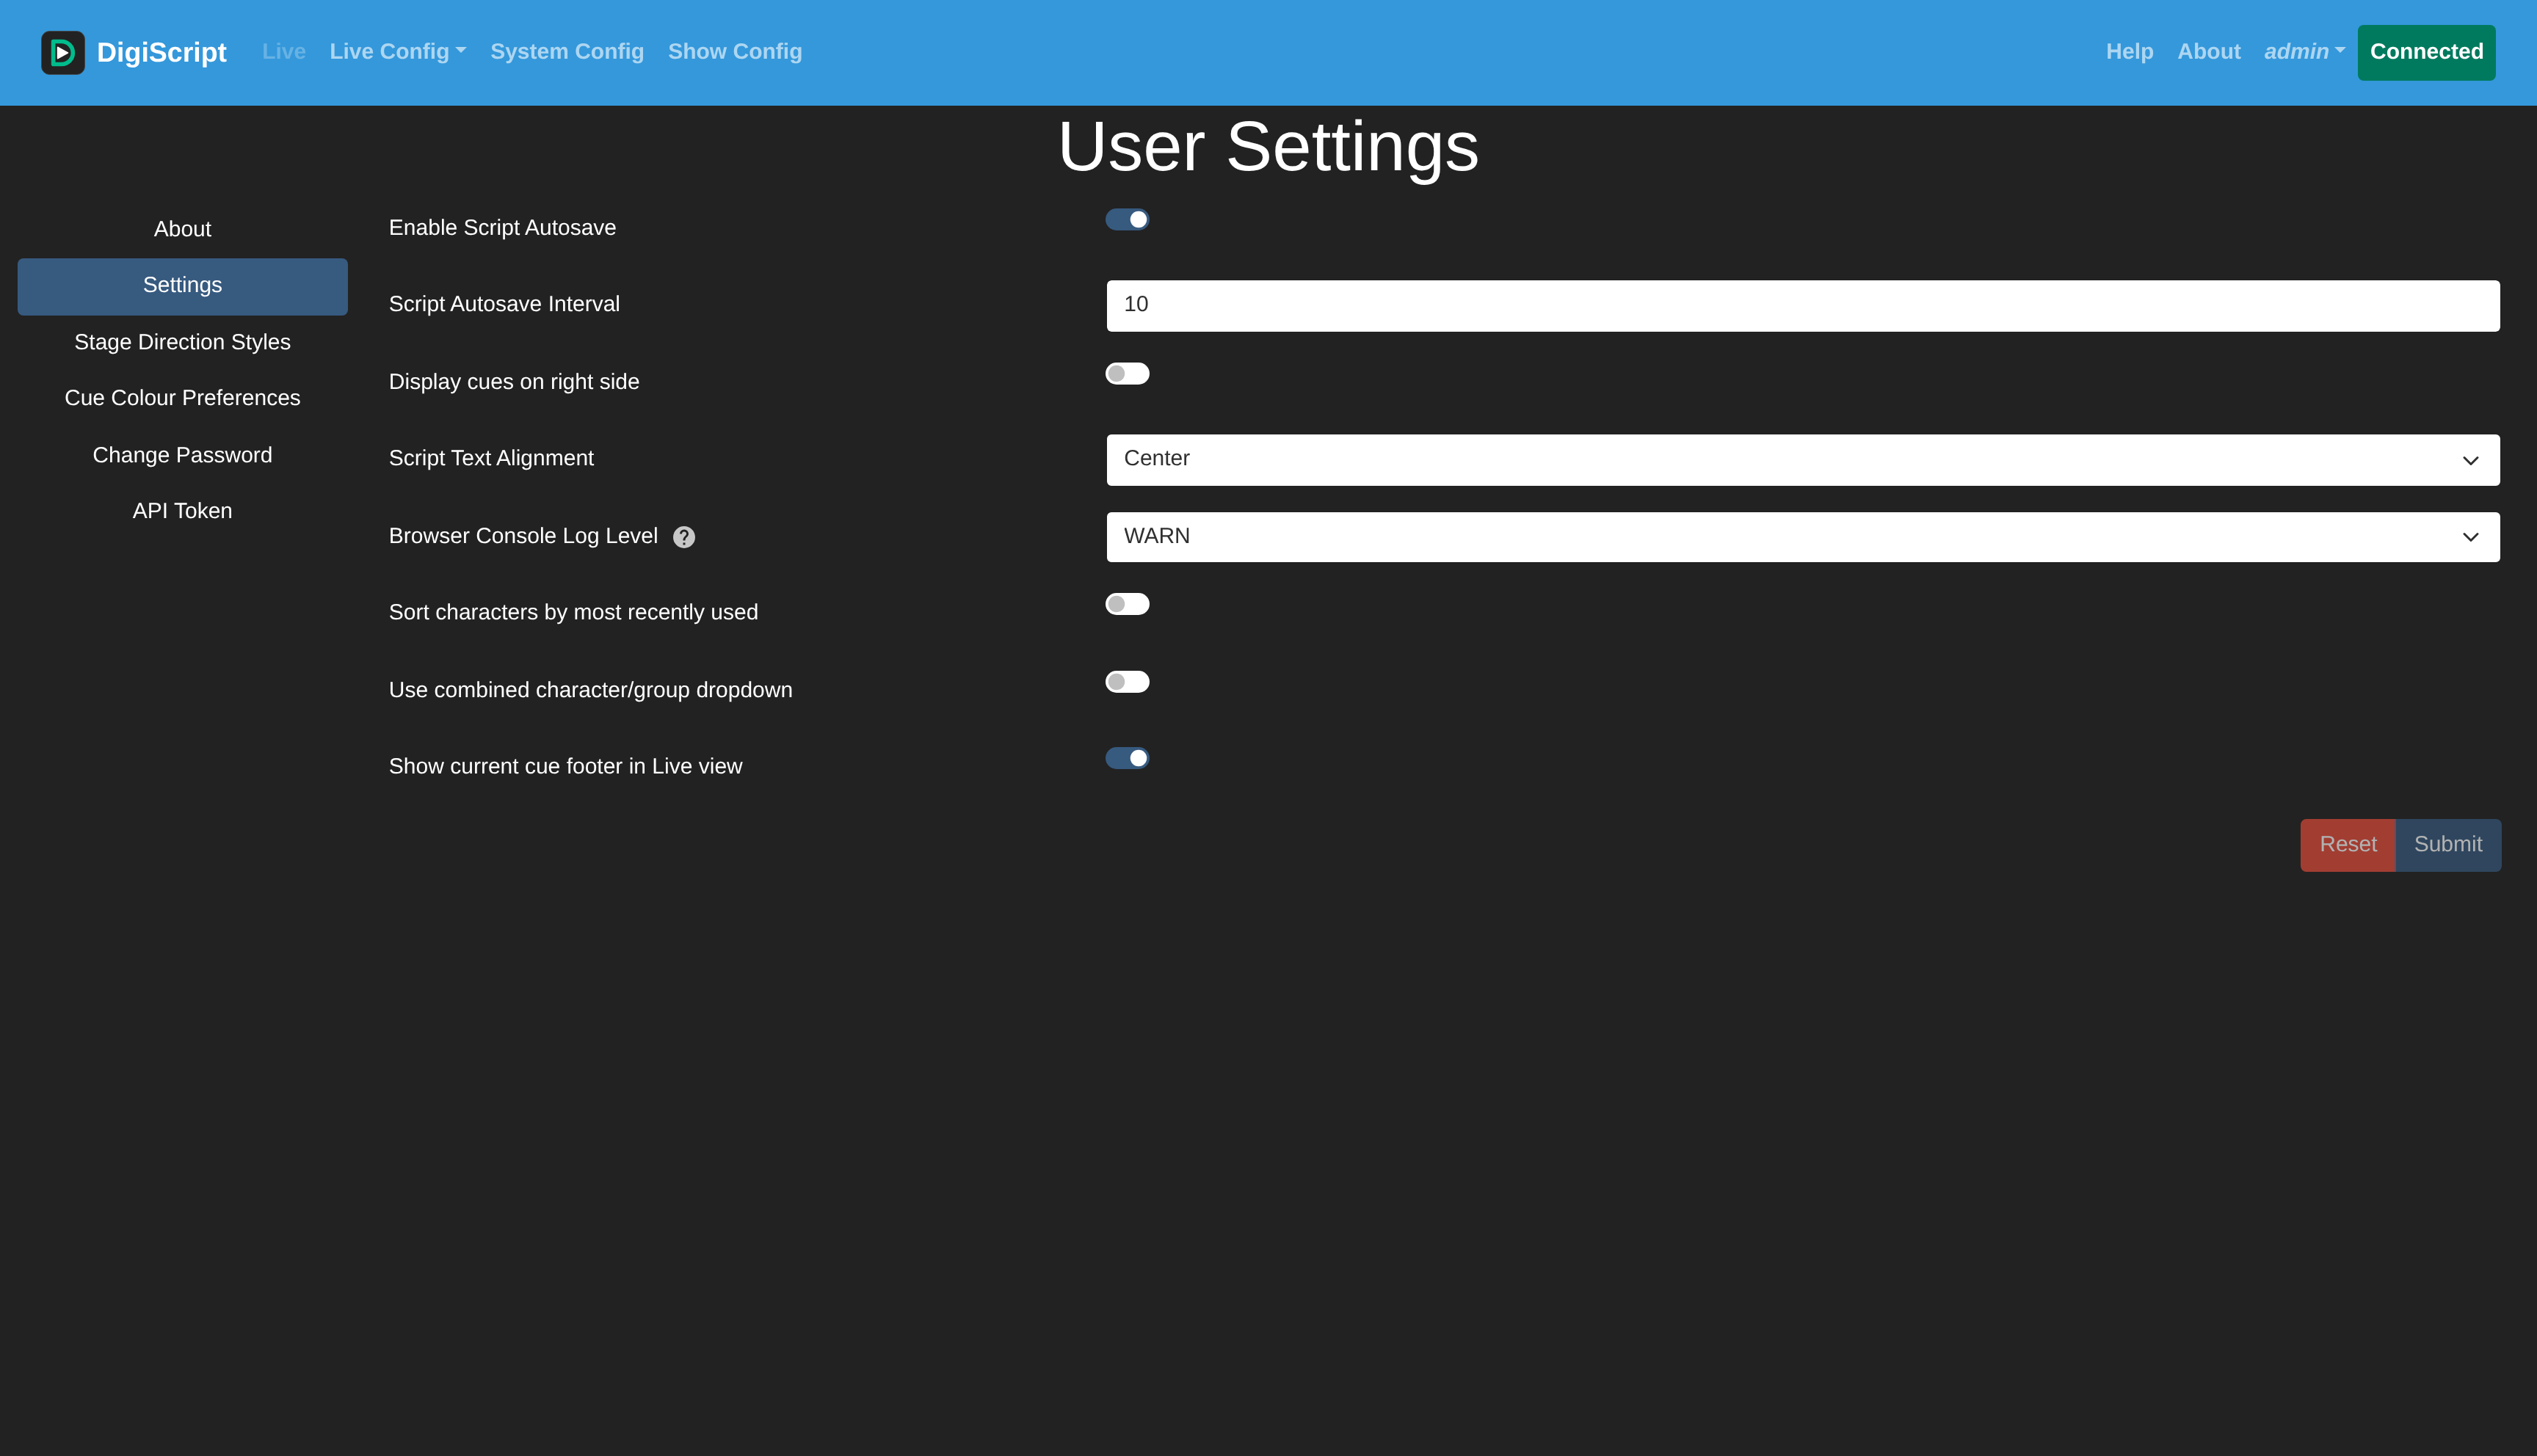 DigiScript Live Live Config System Config Show Config Help About admin Connected
User Settings
About
Settings
Stage Direction Styles
Cue Colour Preferences
Change Password
API Token
Enable Script Autosave
Script Autosave Interval 10
Display cues on right side
Script Text Alignment Center
Browser Console Log Level WARN
Sort characters by most recently used
Use combined character/group dropdown
Show current cue footer in Live view
Reset Submit